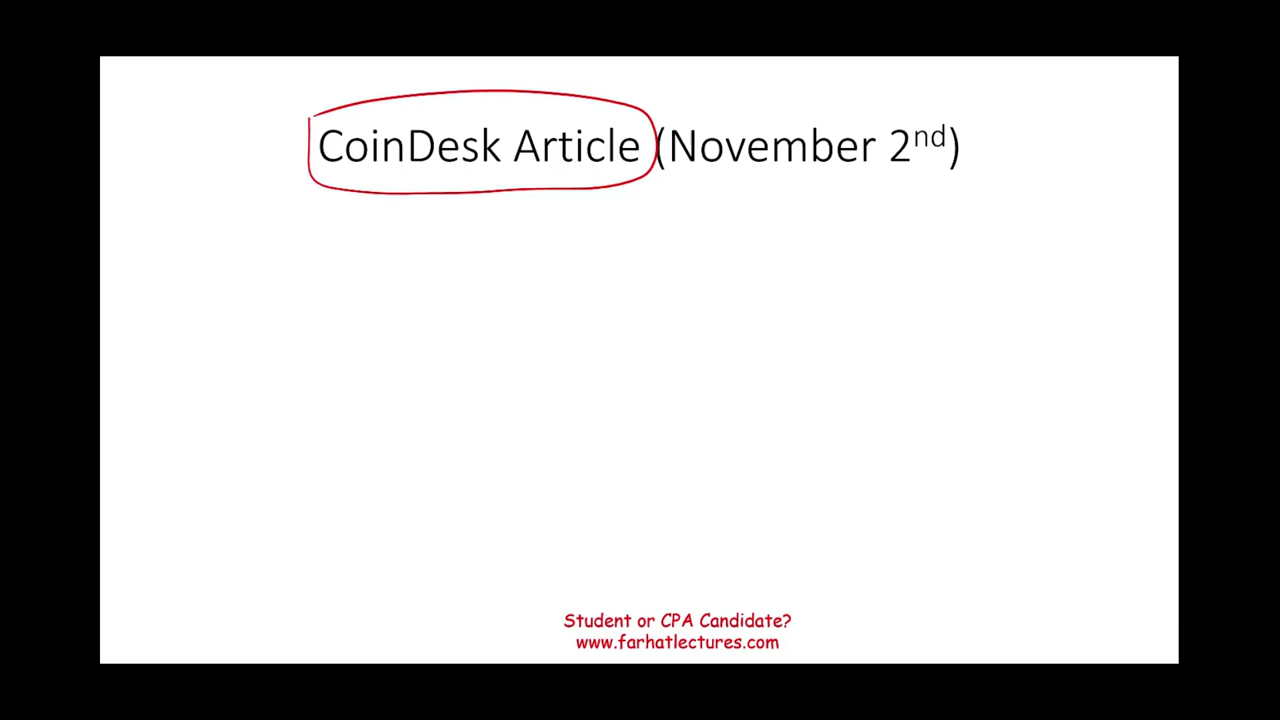 CoinDesk Article (November 2nd)
Student or CPA Candidate?
www.farhatlectures.com